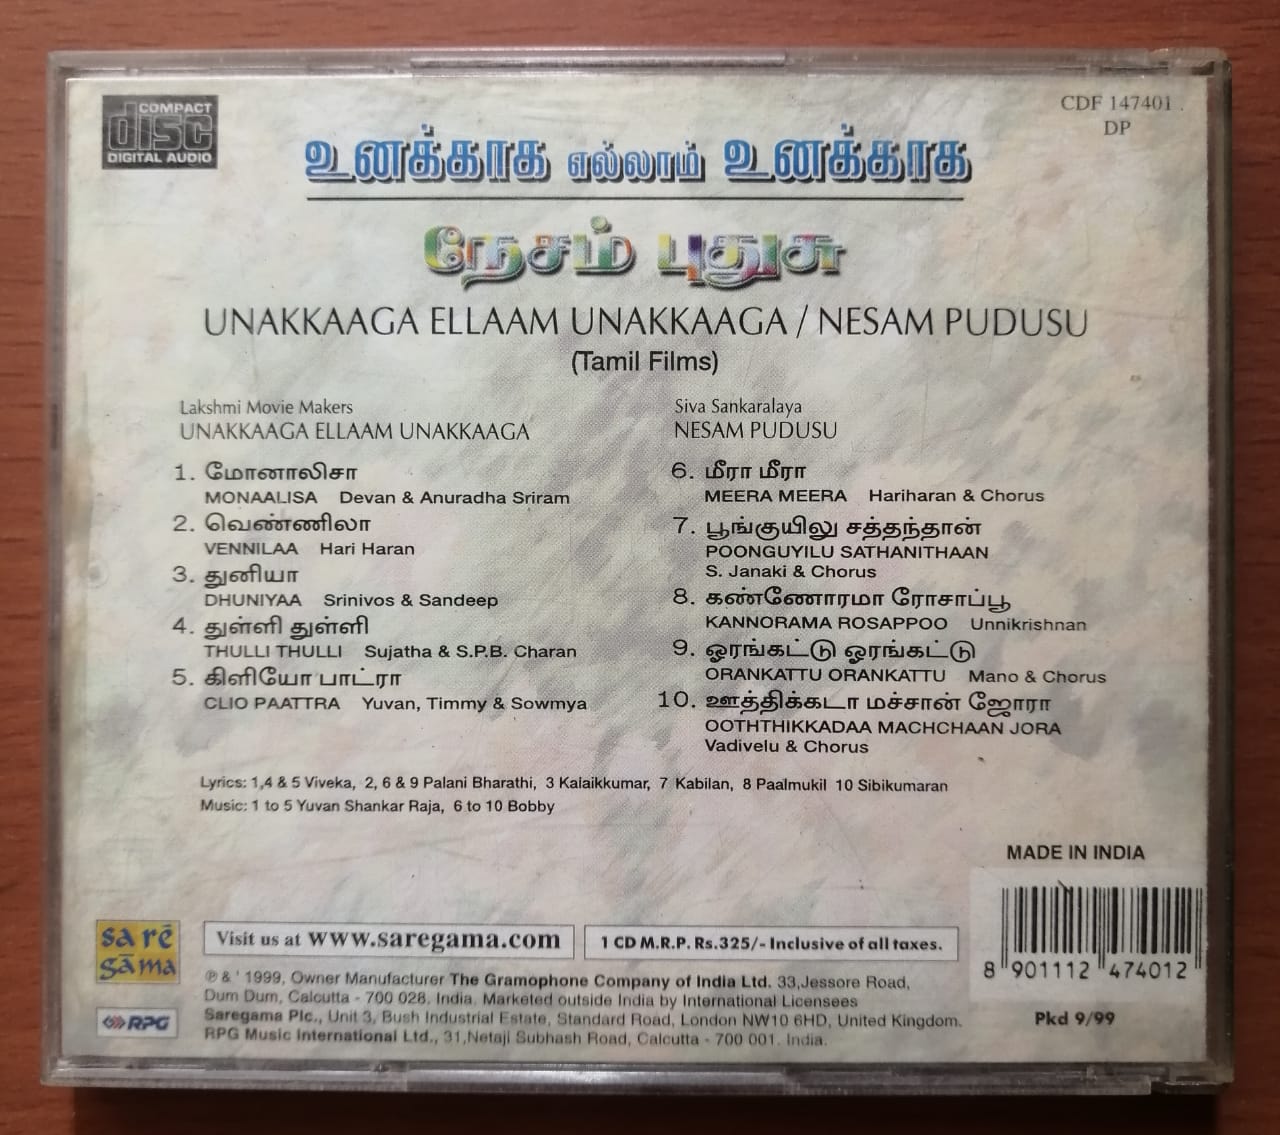 COMPACT
disc
DIGITAL AUDIO
CDF 147401
DP
உனக்காக எல்லாம் உனக்காக
நேசம் புதுசு
UNAKKAAGA ELLAAM UNAKKAAGA / NESAM PUDUSU
(Tamil Films)
Lakshmi Movie Makers
UNAKKAAGA ELLAAM UNAKKAAGA
1. மோனாலிசா
MONAALISA Devan & Anuradha Sriram
2. வெண்ணிலா
VENNILAA Hari Haran
3. துனியா
DHUNIYAA Srinivos & Sandeep
4. துள்ளி துள்ளி
THULLI THULLI Sujatha & S.P.B. Charan
5. கிளியோ பாட்ரா
CLIO PAATTRA Yuvan, Timmy & Sowmya
Siva Sankaralaya
NESAM PUDUSU
6. மீரா மீரா
MEERA MEERA Hariharan & Chorus
7. பூங்குயிலு சத்தந்தான்
POONGUYILU SATHANITHAAN
S. Janaki & Chorus
8. கண்ணோரமா ரோசாப்பூ
KANNORAMA ROSAPPOO Unnikrishnan
9. ஓரங்கட்டு ஓரங்கட்டு
ORANKATTU ORANKATTU Mano & Chorus
10. ஊத்திக்கடா மச்சான் ஜோரா
OOTHTHIKKADAA MACHCHAAN JORA
Vadivelu & Chorus
Lyrics: 1,4 & 5 Viveka, 2, 6 & 9 Palani Bharathi, 3 Kalaikkumar, 7 Kabilan, 8 Paalmukil 10 Sibikumaran
Music: 1 to 5 Yuvan Shankar Raja, 6 to 10 Bobby
MADE IN INDIA
8 901112 474012
Pkd 9/99
sa rē
gāma
RPG
Visit us at www.saregama.com
1 CD M.R.P. Rs.325/- Inclusive of all taxes.
℗ & ' 1999, Owner Manufacturer The Gramophone Company of India Ltd. 33,Jessore Road,
Dum Dum, Calcutta - 700 028. India. Marketed outside India by International Licensees
Saregama Plc., Unit 3, Bush Industrial Estate, Standard Road, London NW10 6HD, United Kingdom.
RPG Music International Ltd., 31,Netaji Subhash Road, Calcutta - 700 001. India.